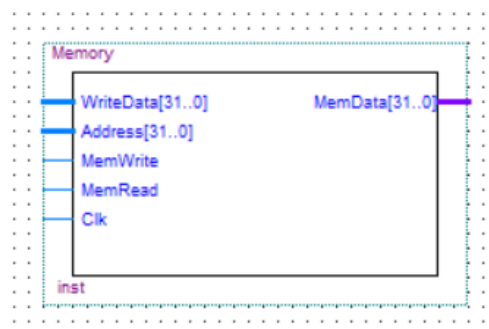 Memory
WriteData[31..0] MemData[31..0]
Address[31..0]
MemWrite
MemRead
Clk
inst